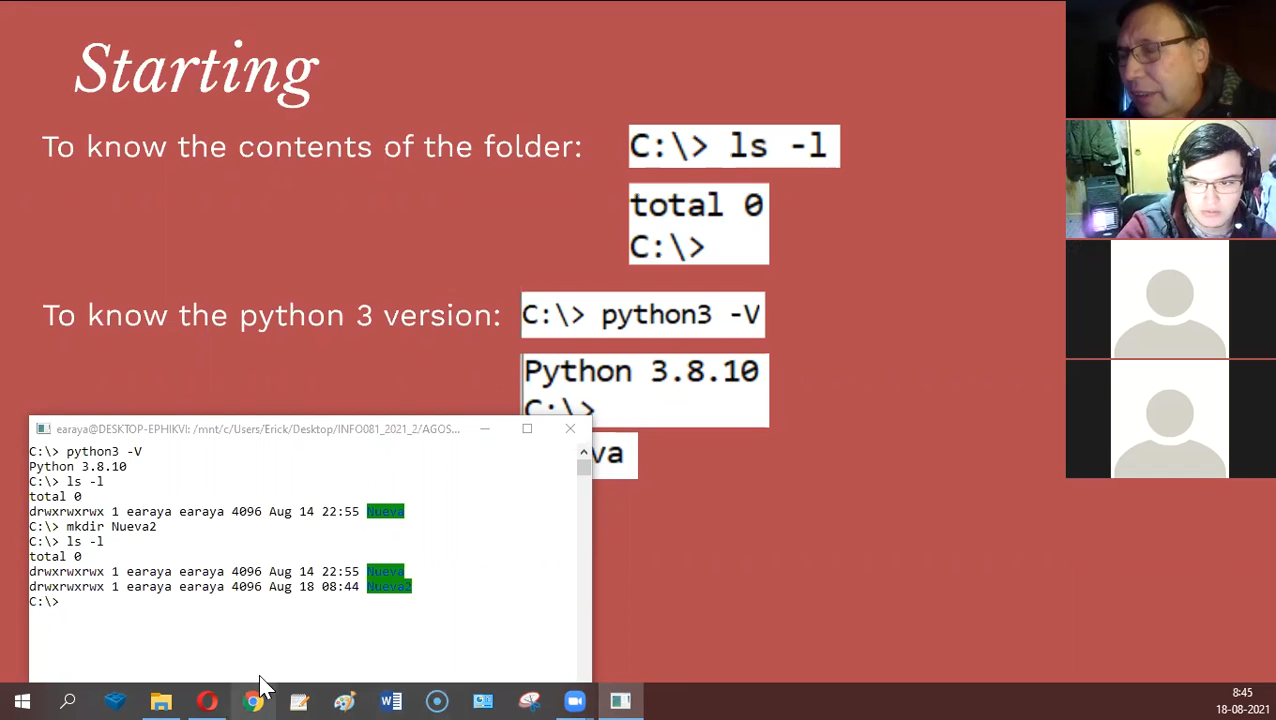 Starting
To know the contents of the folder:
C:\> ls -l
total 0
C:\>
To know the python 3 version:
C:\> python3 -V
Python 3.8.10
C:\>
va
earaya@DESKTOP-EPHIKVI: /mnt/c/Users/Erick/Desktop/INFO081_2021_2/AGOS...
C:\> python3 -V
Python 3.8.10
C:\> ls -l
total 0
drwxrwxrwx 1 earaya earaya 4096 Aug 14 22:55 Nueva
C:\> mkdir Nueva2
C:\> ls -l
total 0
drwxrwxrwx 1 earaya earaya 4096 Aug 14 22:55 Nueva
drwxrwxrwx 1 earaya earaya 4096 Aug 18 08:44 Nueva2
C:\>
8:45
18-08-2021